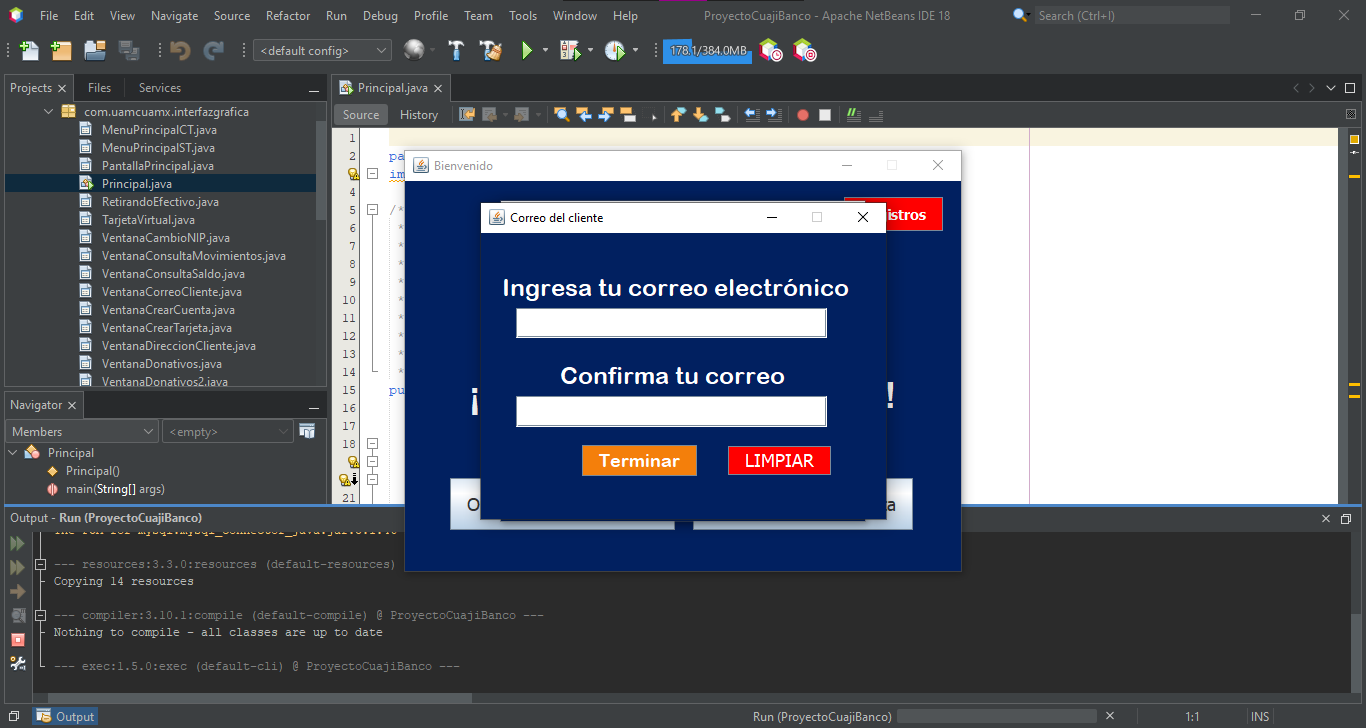 File Edit View Navigate Source Refactor Run Debug Profile Team Tools Window Help ProyectoCuajiBanco - Apache NetBeans IDE 18 Search (Ctrl+I)
<default config> 178.1/384.0MB
Projects Files Services
com.uamcuamx.interfazgrafica
MenuPrincipalCT.java
MenuPrincipalST.java
PantallaPrincipal.java
Principal.java
RetirandoEfectivo.java
TarjetaVirtual.java
VentanaCambioNIP.java
VentanaConsultaMovimientos.java
VentanaConsultaSaldo.java
VentanaCorreoCliente.java
VentanaCrearCuenta.java
VentanaCrearTarjeta.java
VentanaDireccionCliente.java
VentanaDonativos.java
VentanaDonativos2.java
Navigator
Members <empty>
Principal
Principal()
main(String[] args)
Principal.java
Source History
1
2 pa
im
4
5 /*
6 *
7 *
8 *
9 *
10 *
11 *
12 *
13 *
14 *
15 pu
16
17
18
21
Bienvenido
istros
¡ !
O a
Correo del cliente
Ingresa tu correo electrónico
Confirma tu correo
Terminar LIMPIAR
Output - Run (ProyectoCuajiBanco)
--- resources:3.3.0:resources (default-resources)
Copying 14 resources
--- compiler:3.10.1:compile (default-compile) @ ProyectoCuajiBanco ---
Nothing to compile - all classes are up to date
--- exec:1.5.0:exec (default-cli) @ ProyectoCuajiBanco ---
Output Run (ProyectoCuajiBanco) 1:1 INS